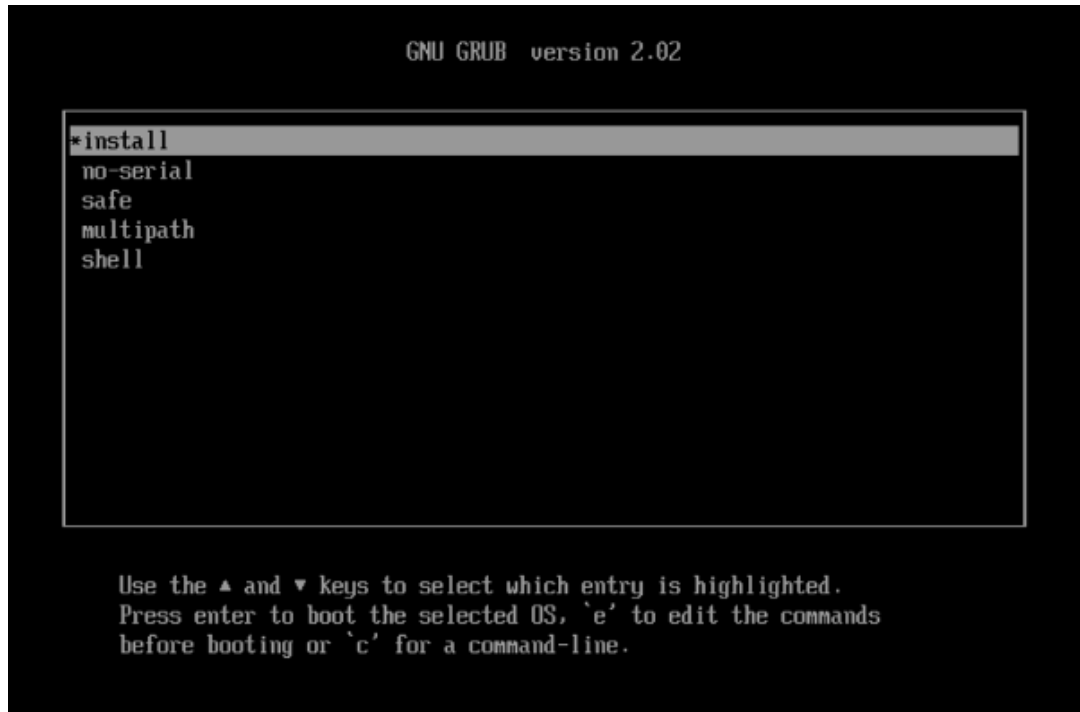 GNU GRUB  version 2.02
*install
no-serial
safe
multipath
shell
Use the ▲ and ▼ keys to select which entry is highlighted.
Press enter to boot the selected OS, `e' to edit the commands
before booting or `c' for a command-line.